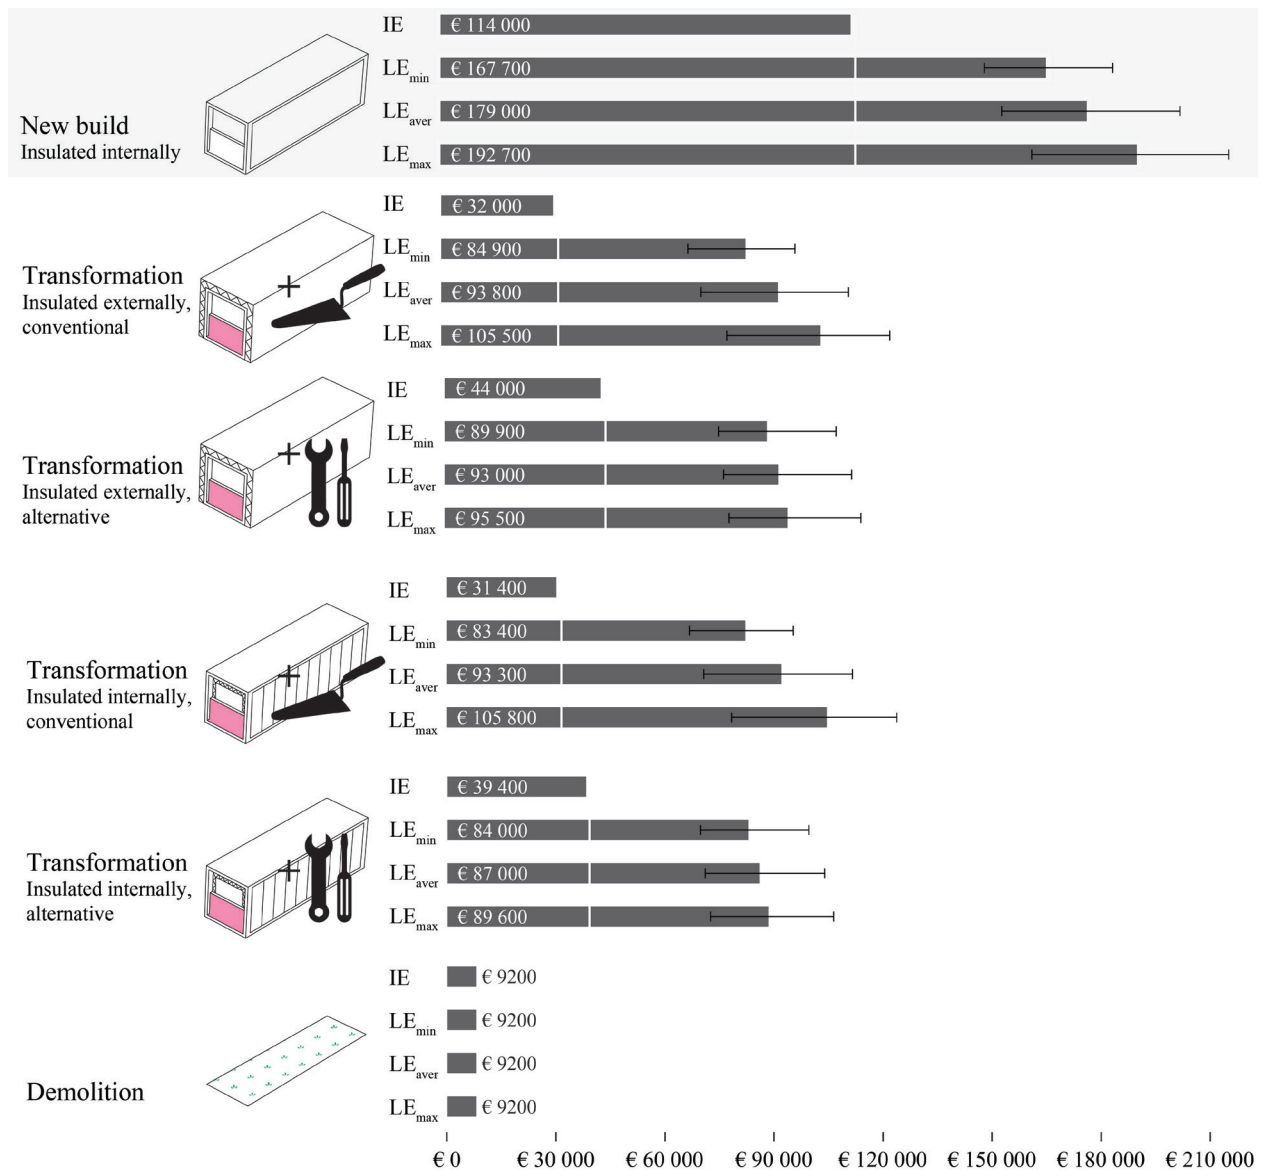 IE
€ 114 000
LEmin
€ 167 700
LEaver
€ 179 000
New build
Insulated internally
LEmax
€ 192 700
IE
€ 32 000
LEmin
€ 84 900
Transformation
Insulated externally,
conventional
LEaver
€ 93 800
LEmax
€ 105 500
IE
€ 44 000
LEmin
€ 89 900
Transformation
Insulated externally,
alternative
LEaver
€ 93 000
LEmax
€ 95 500
IE
€ 31 400
LEmin
€ 83 400
Transformation
Insulated internally,
conventional
LEaver
€ 93 300
LEmax
€ 105 800
IE
€ 39 400
LEmin
€ 84 000
Transformation
Insulated internally,
alternative
LEaver
€ 87 000
LEmax
€ 89 600
IE
€ 9200
LEmin
€ 9200
LEaver
€ 9200
Demolition
LEmax
€ 9200
€ 0 € 30 000 € 60 000 € 90 000 € 120 000 € 150 000 € 180 000 € 210 000